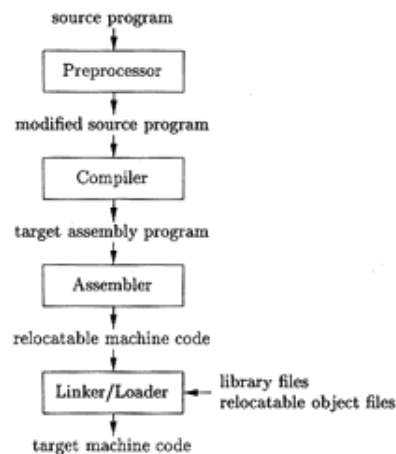 source program
Preprocessor
modified source program
Compiler
target assembly program
Assembler
relocatable machine code
Linker/Loader
library files
relocatable object files
target machine code